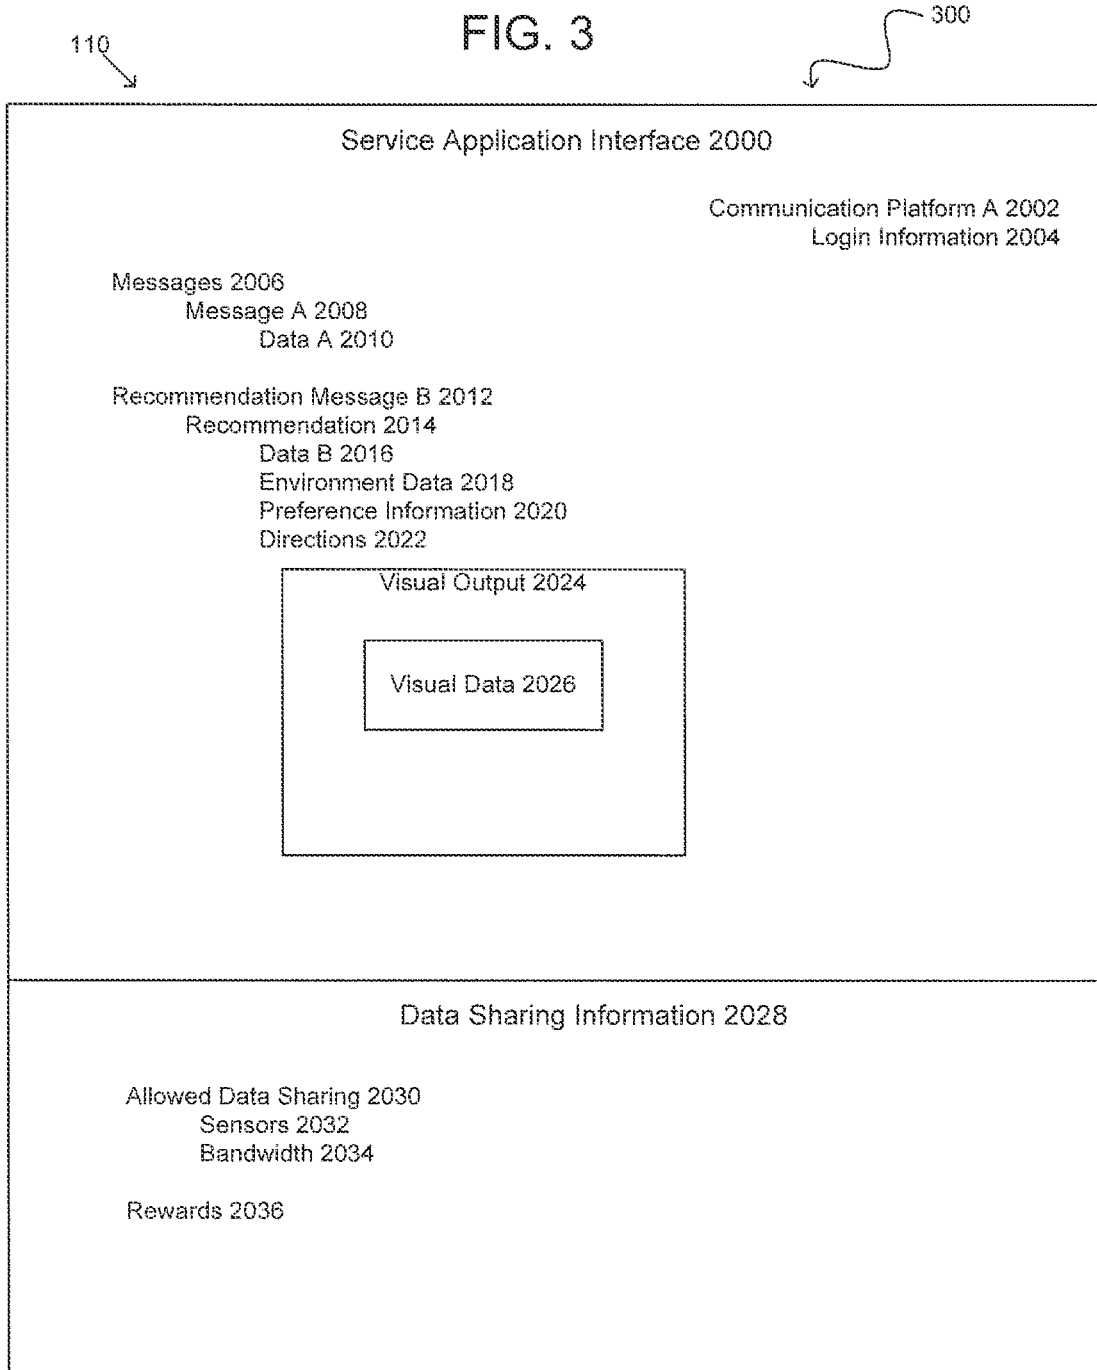 FIG. 3
300
110
Service Application Interface 2000
Communication Platform A 2002
Login Information 2004
Messages 2006
Message A 2008
Data A 2010
Recommendation Message B 2012
Recommendation 2014
Data B 2016
Environment Data 2018
Preference Information 2020
Directions 2022
Visual Output 2024
Visual Data 2026
Data Sharing Information 2028
Allowed Data Sharing 2030
Sensors 2032
Bandwidth 2034
Rewards 2036